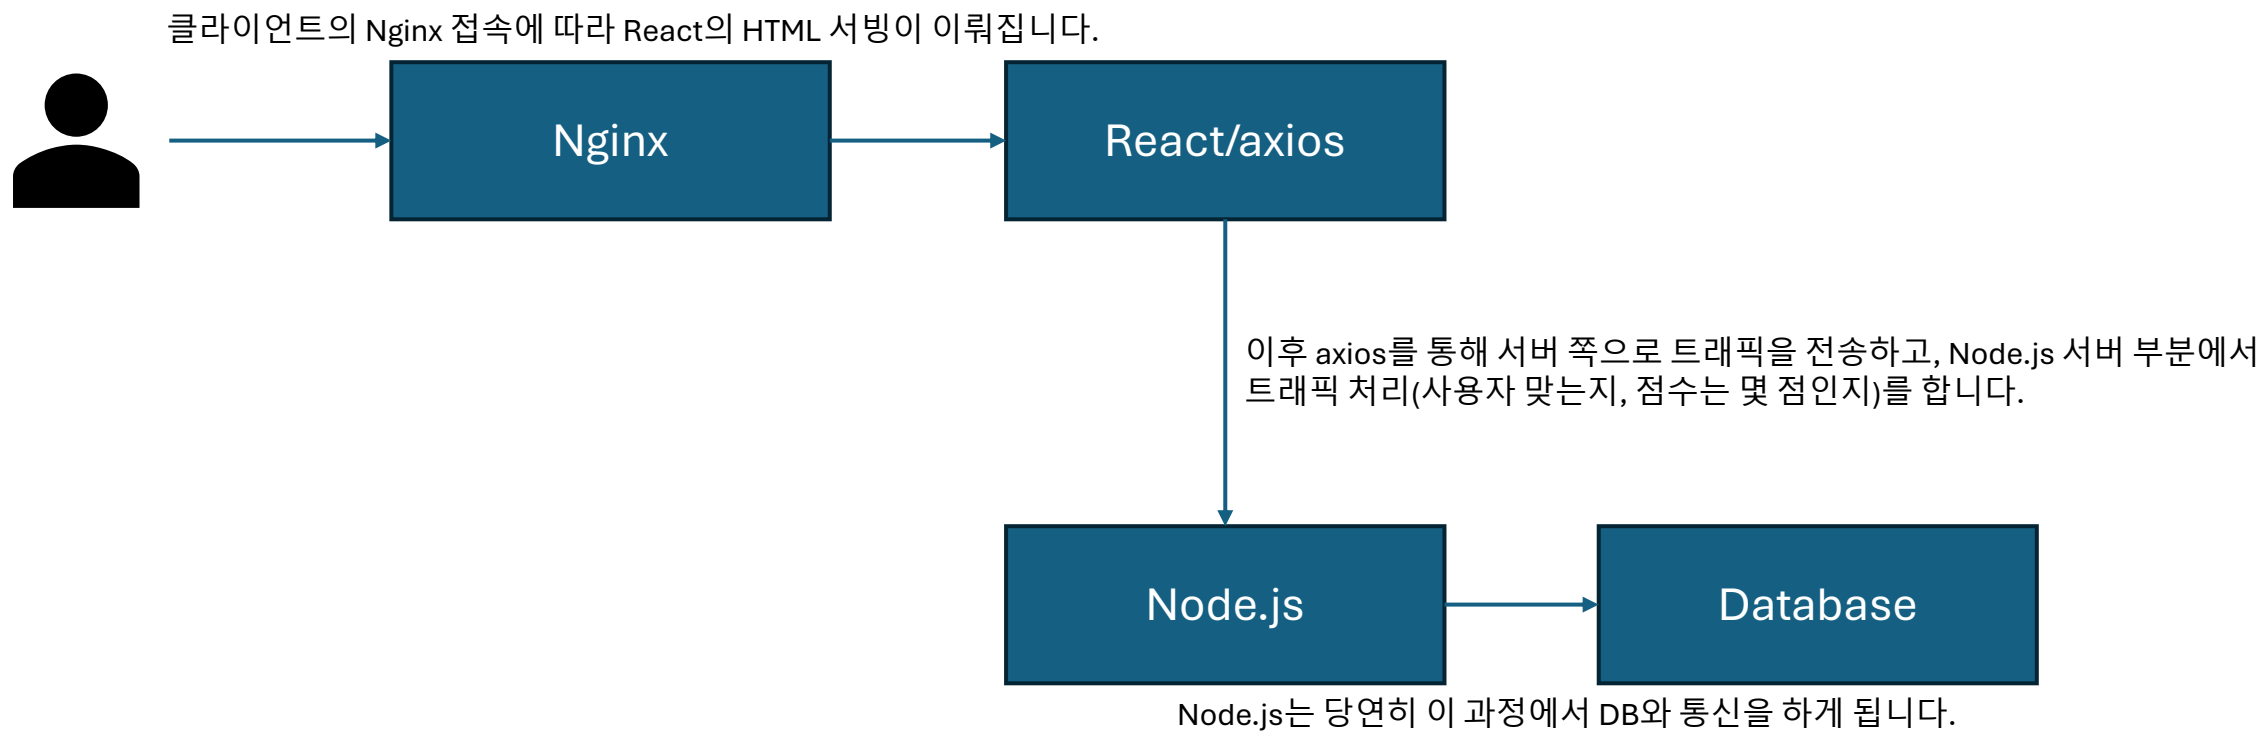 클라이언트의 Nginx 접속에 따라 React의 HTML 서빙이 이뤄집니다.
Nginx
React/axios
이후 axios를 통해 서버 쪽으로 트래픽을 전송하고, Node.js 서버 부분에서
트래픽 처리(사용자 맞는지, 점수는 몇 점인지)를 합니다.
Node.js
Database
Node.js는 당연히 이 과정에서 DB와 통신을 하게 됩니다.